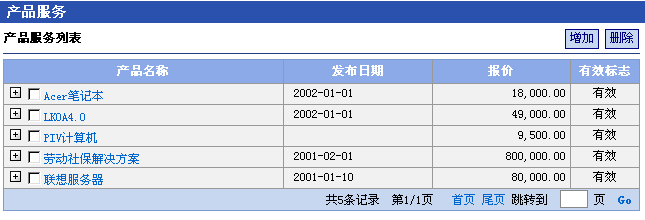 产品服务
产品服务列表 增加 删除
产品名称 发布日期 报价 有效标志
Acer笔记本 2002-01-01 18,000.00 有效
LKOA4.0 2002-01-01 49,000.00 有效
PIV计算机 9,500.00 有效
劳动社保解决方案 2001-02-01 800,000.00 有效
联想服务器 2001-01-10 80,000.00 有效
共5条记录 第1/1页 首页 尾页 跳转到 页 Go